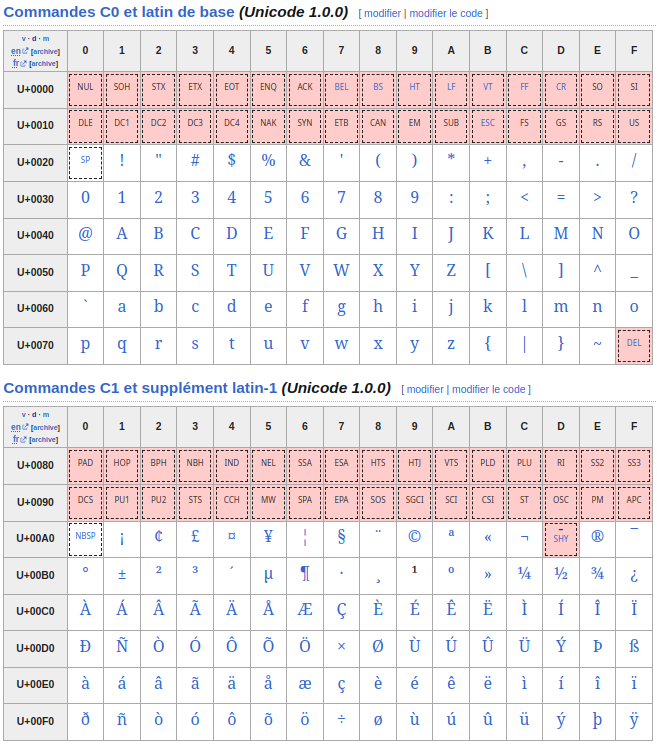 Commandes C0 et latin de base (Unicode 1.0.0) [ modifier | modifier le code ]
v · d · m
en [archive]
fr [archive]
0 1 2 3 4 5 6 7 8 9 A B C D E F
U+0000 NUL SOH STX ETX EOT ENQ ACK BEL BS HT LF VT FF CR SO SI
U+0010 DLE DC1 DC2 DC3 DC4 NAK SYN ETB CAN EM SUB ESC FS GS RS US
U+0020 SP ! " # $ % & ' ( ) * + , - . /
U+0030 0 1 2 3 4 5 6 7 8 9 : ; < = > ?
U+0040 @ A B C D E F G H I J K L M N O
U+0050 P Q R S T U V W X Y Z [ \ ] ^ _
U+0060 ` a b c d e f g h i j k l m n o
U+0070 p q r s t u v w x y z { | } ~ DEL
Commandes C1 et supplément latin-1 (Unicode 1.0.0) [ modifier | modifier le code ]
v · d · m
en [archive]
fr [archive]
0 1 2 3 4 5 6 7 8 9 A B C D E F
U+0080 PAD HOP BPH NBH IND NEL SSA ESA HTS HTJ VTS PLD PLU RI SS2 SS3
U+0090 DCS PU1 PU2 STS CCH MW SPA EPA SOS SGCI SCI CSI ST OSC PM APC
U+00A0 NBSP ¡ ¢ £ ¤ ¥ ¦ § ¨ © ª « ¬ - SHY ® ¯
U+00B0 ° ± ² ³ ´ µ ¶ · ¸ ¹ º » ¼ ½ ¾ ¿
U+00C0 À Á Â Ã Ä Å Æ Ç È É Ê Ë Ì Í Î Ï
U+00D0 Ð Ñ Ò Ó Ô Õ Ö × Ø Ù Ú Û Ü Ý Þ ß
U+00E0 à á â ã ä å æ ç è é ê ë ì í î ï
U+00F0 ð ñ ò ó ô õ ö ÷ ø ù ú û ü ý þ ÿ